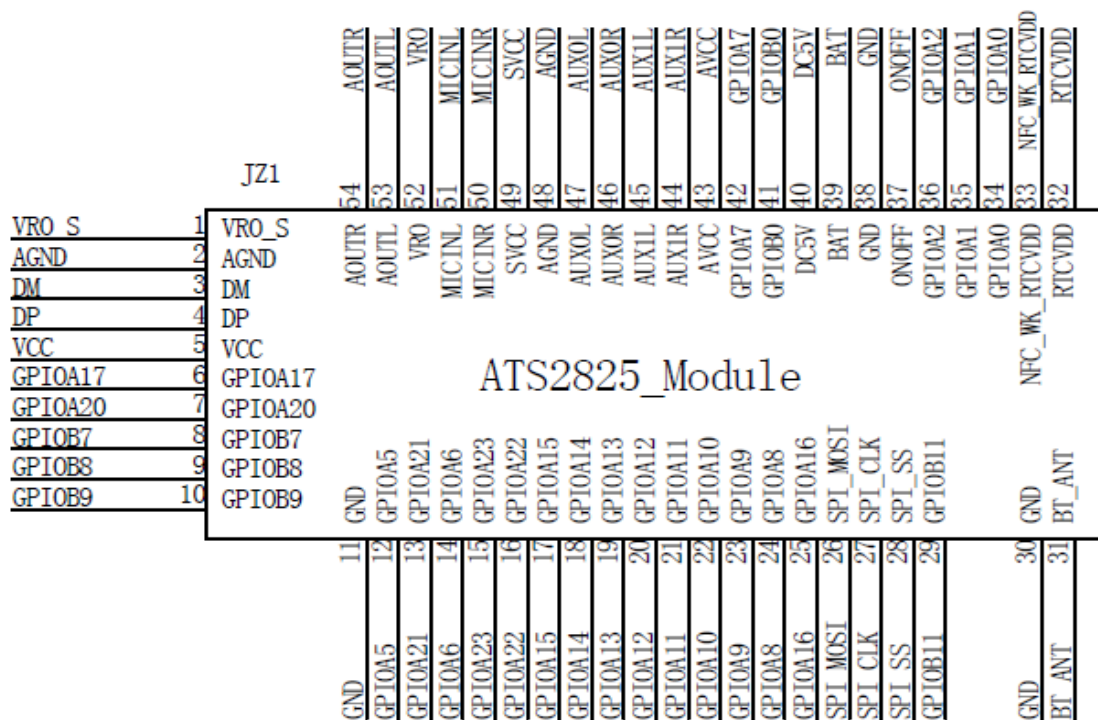 AOUTR AOUTL VRO MICINL MICINR SVCC AGND AUX0L AUX0R AUX1L AUX1R AVCC GPIOA7 GPIOB0 DC5V BAT GND ONOFF GPIOA2 GPIOA1 GPIOA0 NFC_WK_RTCVDD RTCVDD
JZ1
54 53 52 51 50 49 48 47 46 45 44 43 42 41 40 39 38 37 36 35 34 33 32
AOUTR AOUTL VRO MICINL MICINR SVCC AGND AUX0L AUX0R AUX1L AUX1R AVCC GPIOA7 GPIOB0 DC5V BAT GND ONOFF GPIOA2 GPIOA1 GPIOA0 NFC_WK_RTCVDD RTCVDD
VRO_S 1 VRO_S
AGND 2 AGND
DM 3 DM
DP 4 DP
VCC 5 VCC
GPIOA17 6 GPIOA17
GPIOA20 7 GPIOA20
GPIOB7 8 GPIOB7
GPIOB8 9 GPIOB8
GPIOB9 10 GPIOB9
ATS2825_Module
GND GPIOA5 GPIOA21 GPIOA6 GPIOA23 GPIOA22 GPIOA15 GPIOA14 GPIOA13 GPIOA12 GPIOA11 GPIOA10 GPIOA9 GPIOA8 GPIOA16 SPI_MOSI SPI_CLK SPI_SS GPIOB11 GND BT_ANT
11 12 13 14 15 16 17 18 19 20 21 22 23 24 25 26 27 28 29 30 31
GND GPIOA5 GPIOA21 GPIOA6 GPIOA23 GPIOA22 GPIOA15 GPIOA14 GPIOA13 GPIOA12 GPIOA11 GPIOA10 GPIOA9 GPIOA8 GPIOA16 SPI_MOSI SPI_CLK SPI_SS GPIOB11 GND BT_ANT